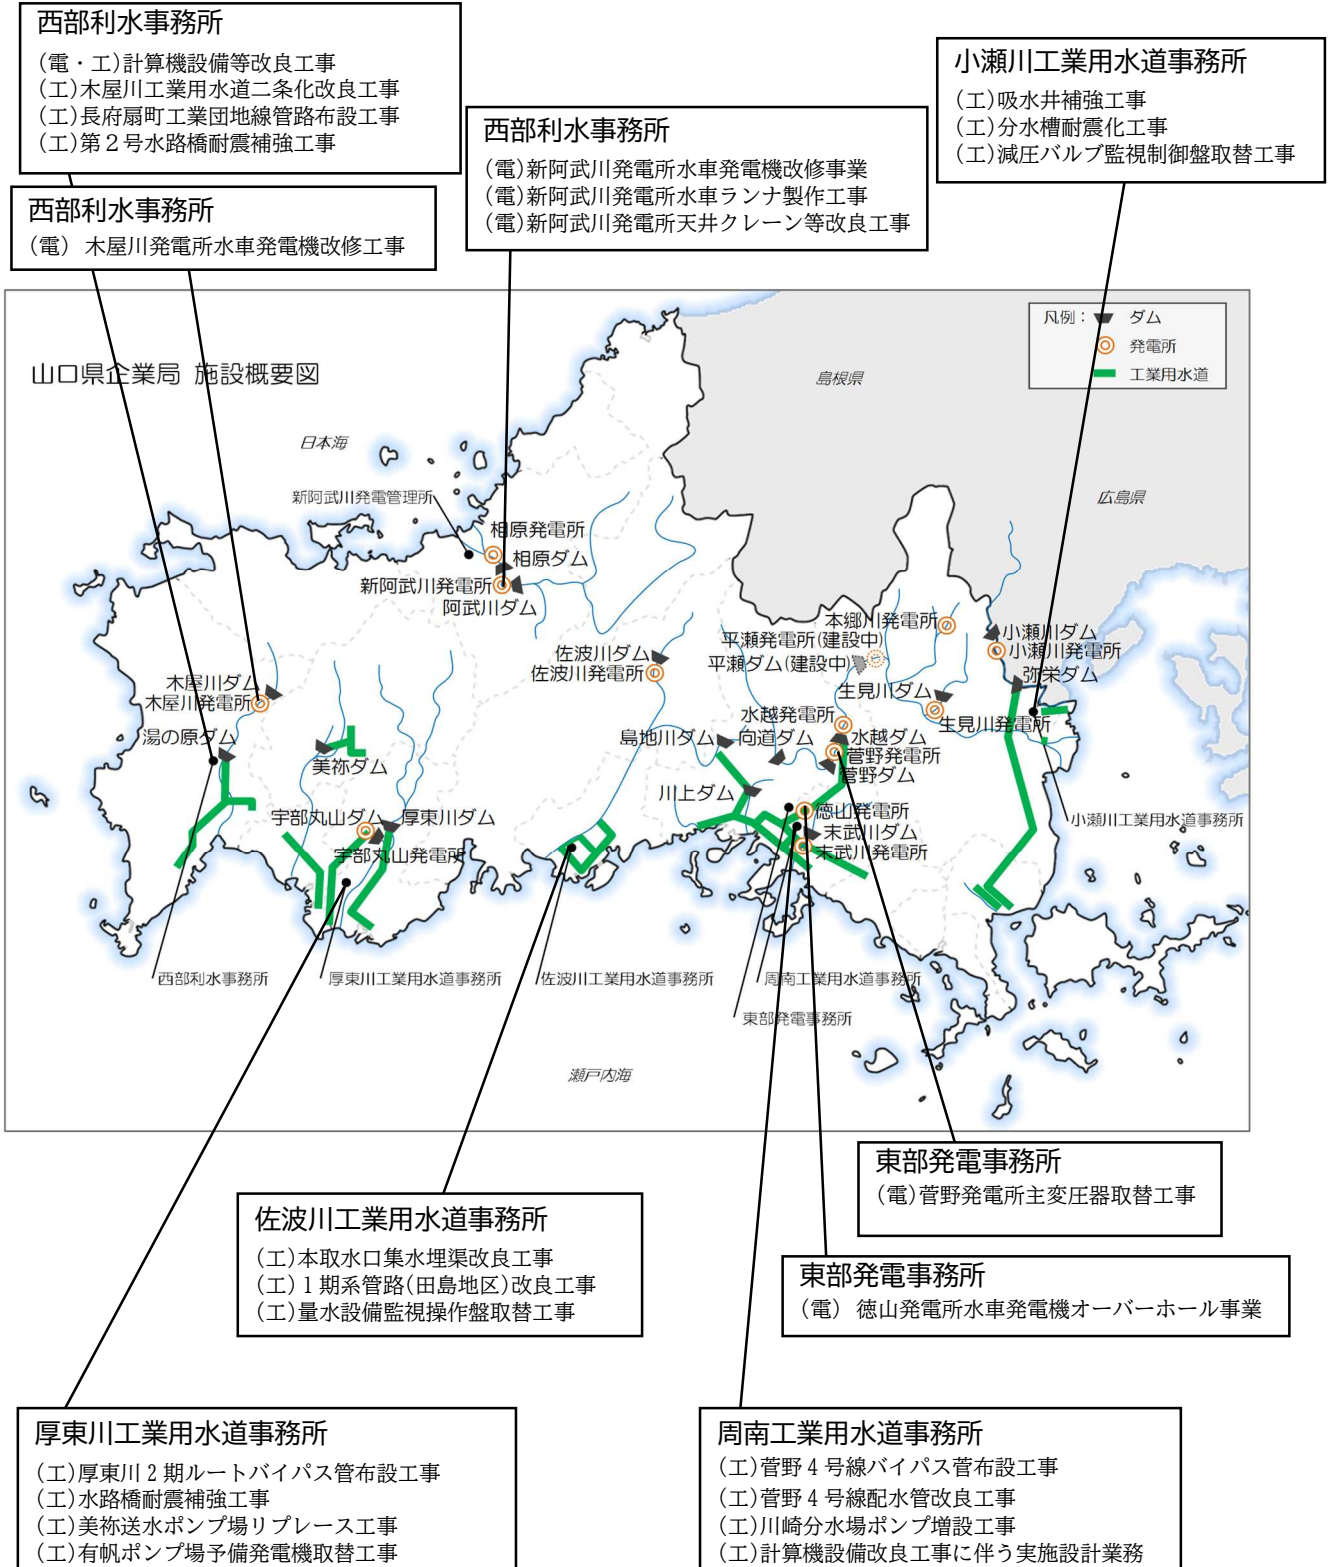 西部利水事務所
(電・工)計算機設備等改良工事
(工)木屋川工業用水道二条化改良工事
(工)長府扇町工業団地線管路布設工事
(工)第２号水路橋耐震補強工事
西部利水事務所
(電) 木屋川発電所水車発電機改修工事
西部利水事務所
(電)新阿武川発電所水車発電機改修事業
(電)新阿武川発電所水車ランナ製作工事
(電)新阿武川発電所天井クレーン等改良工事
小瀬川工業用水道事務所
(工)吸水井補強工事
(工)分水槽耐震化工事
(工)減圧バルブ監視制御盤取替工事
山口県企業局 施設概要図
凡例：
ダム
発電所
工業用水道
島根県
日本海
広島県
新阿武川発電管理所
相原発電所
相原ダム
新阿武川発電所
阿武川ダム
本郷川発電所
平瀬発電所(建設中)
平瀬ダム(建設中)
小瀬川ダム
小瀬川発電所
弥栄ダム
佐波川ダム
佐波川発電所
木屋川ダム
木屋川発電所
生見川ダム
生見川発電所
水越発電所
水越ダム
湯の原ダム
島地川ダム
向道ダム
菅野発電所
菅野ダム
美祢ダム
川上ダム
徳山発電所
宇部丸山ダム
厚東川ダム
末武川ダム
小瀬川工業用水道事務所
宇部丸山発電所
末武川発電所
西部利水事務所
厚東川工業用水道事務所
佐波川工業用水道事務所
周南工業用水道事務所
東部発電事務所
瀬戸内海
東部発電事務所
(電)菅野発電所主変圧器取替工事
佐波川工業用水道事務所
(工)本取水口集水埋渠改良工事
(工)１期系管路(田島地区)改良工事
(工)量水設備監視操作盤取替工事
東部発電事務所
(電) 徳山発電所水車発電機オーバーホール事業
厚東川工業用水道事務所
(工)厚東川２期ルートバイパス管布設工事
(工)水路橋耐震補強工事
(工)美祢送水ポンプ場リプレース工事
(工)有帆ポンプ場予備発電機取替工事
周南工業用水道事務所
(工)菅野４号線バイパス菅布設工事
(工)菅野４号線配水管改良工事
(工)川崎分水場ポンプ増設工事
(工)計算機設備改良工事に伴う実施設計業務